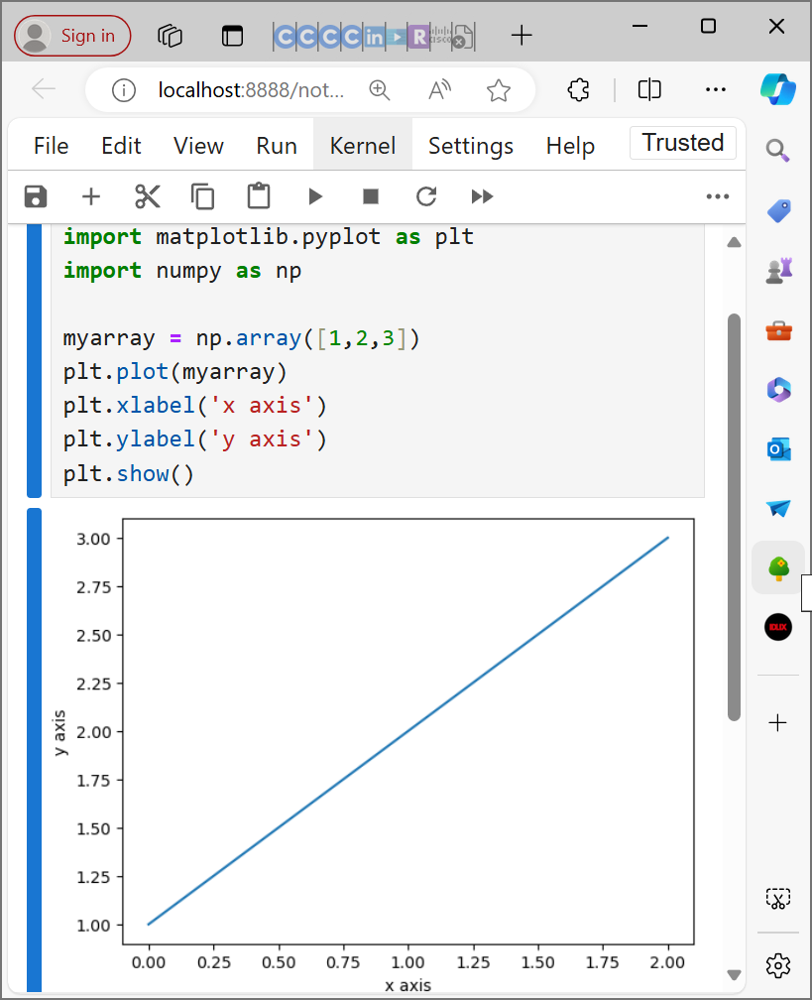 Sign in
localhost:8888/not...
File Edit View Run Kernel Settings Help Trusted
import matplotlib.pyplot as plt
import numpy as np
myarray = np.array([1,2,3])
plt.plot(myarray)
plt.xlabel('x axis')
plt.ylabel('y axis')
plt.show()
3.00
2.75
2.50
2.25
2.00
1.75
1.50
1.25
1.00
y axis
0.00 0.25 0.50 0.75 1.00 1.25 1.50 1.75 2.00
x axis